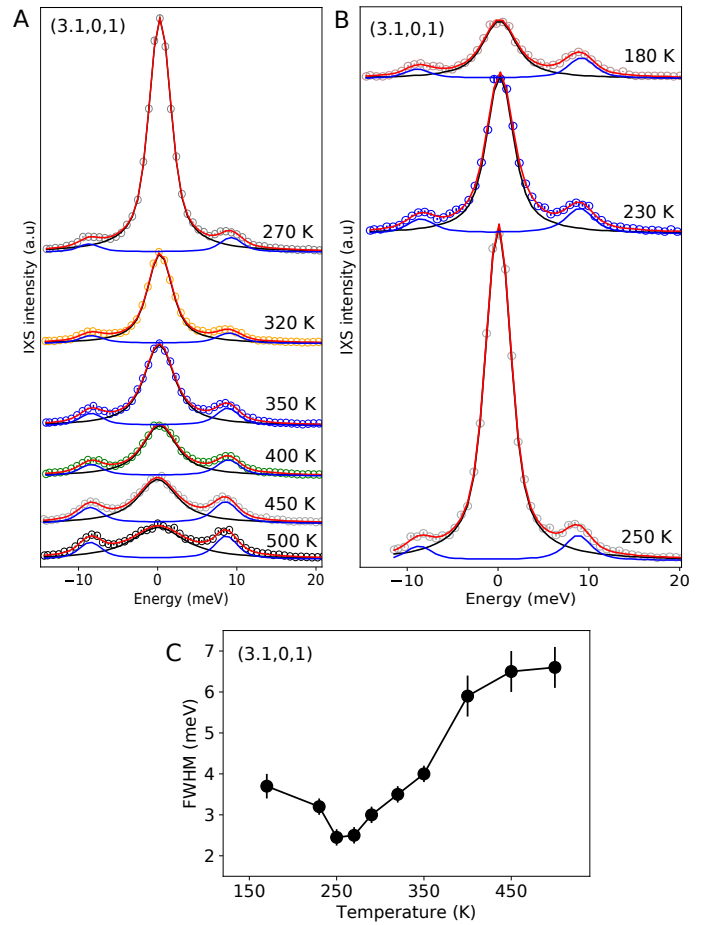 A
(3.1,0,1)
IXS intensity (a.u)
270 K
320 K
350 K
400 K
450 K
500 K
−10 0 10 20
Energy (meV)
B
(3.1,0,1)
IXS intensity (a.u)
180 K
230 K
250 K
−10 0 10 20
Energy (meV)
C
(3.1,0,1)
FWHM (meV)
7
6
5
4
3
2
150 250 350 450
Temperature (K)